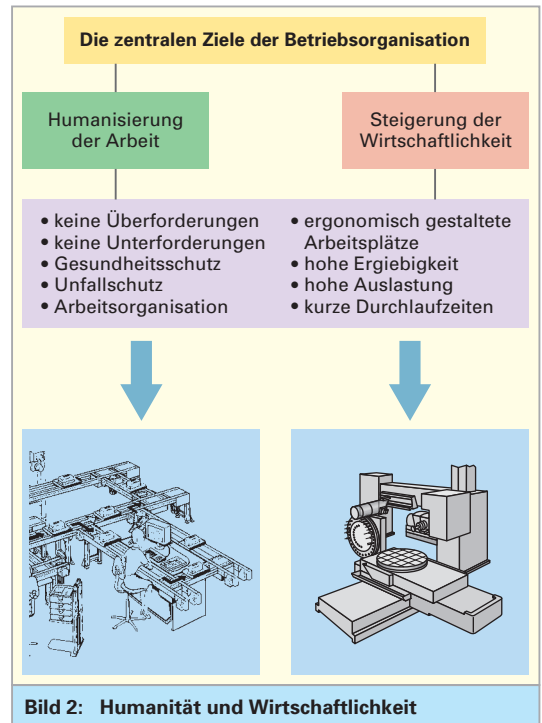 Die zentralen Ziele der Betriebsorganisation
Humanisierung
der Arbeit
Steigerung der
Wirtschaftlichkeit
• keine Überforderungen
• keine Unterforderungen
• Gesundheitsschutz
• Unfallschutz
• Arbeitsorganisation
• ergonomisch gestaltete
Arbeitsplätze
• hohe Ergiebigkeit
• hohe Auslastung
• kurze Durchlaufzeiten
Bild 2: Humanität und Wirtschaftlichkeit